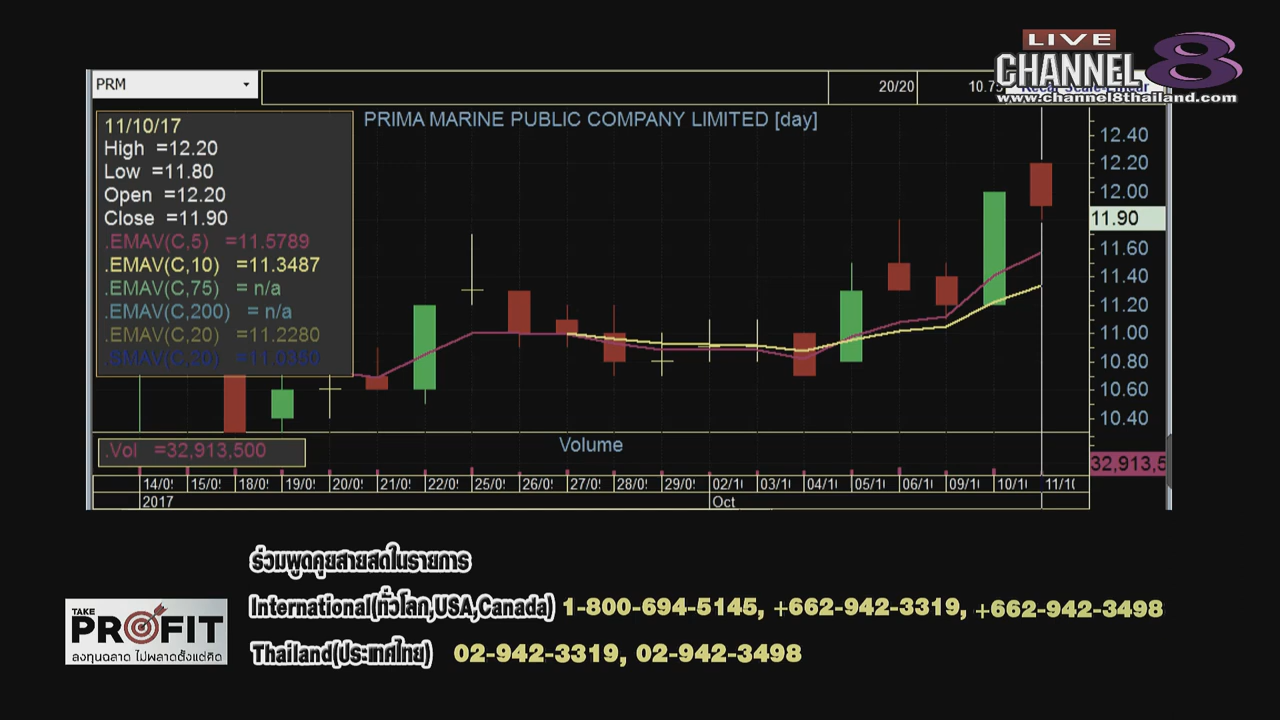 LIVE
CHANNEL 8
www.channel8thailand.com
PRM
20/20
PRIMA MARINE PUBLIC COMPANY LIMITED [day]
11/10/17
High =12.20
Low =11.80
Open =12.20
Close =11.90
.EMAV(C,5) =11.5789
.EMAV(C,10) =11.3487
.EMAV(C,75) = n/a
.EMAV(C,200) = n/a
.EMAV(C,20) =11.2280
.SMAV(C,20) =11.0350
12.40
12.20
12.00
11.90
11.60
11.40
11.20
11.00
10.80
10.60
10.40
.Vol =32,913,500
Volume
32,913,5
14/0 15/0 18/0 19/0 20/0 21/0 22/0 25/0 26/0 27/0 28/0 29/0 02/1 03/1 04/1 05/1 06/1 09/1 10/1 11/10
2017 Oct
ร่วมพูดคุยสายสดในรายการ
International(ทั่วโลก,USA,Canada) 1-800-694-5145, +662-942-3319, +662-942-3498
Thailand(ประเทศไทย) 02-942-3319, 02-942-3498
TAKE
PROFIT
ลงทุนฉลาด ไม่พลาดตั้งแต่คิด